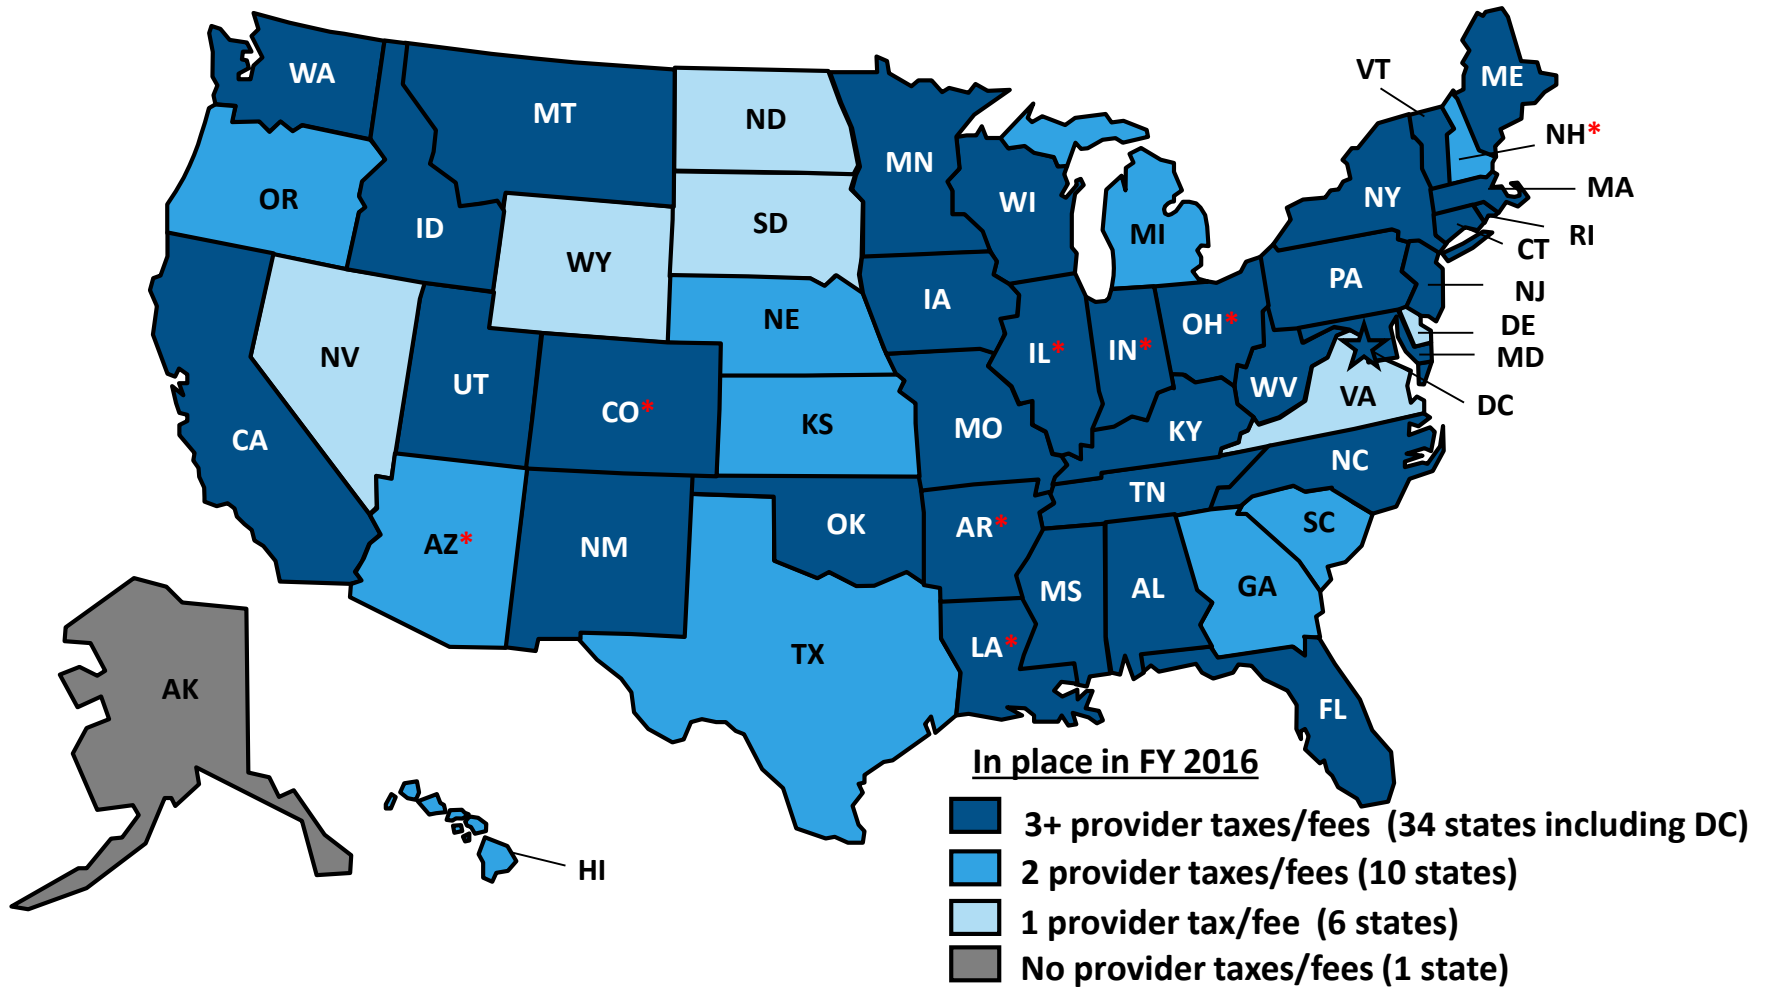 WA
MT
ND
MN
VT
ME
NH*
OR
ID
SD
WI
MI
NY
MA
RI
CT
WY
IA
PA
NJ
NE
NV
UT
CO*
IL*
IN*
OH*
DE
MD
WV
VA
DC
CA
KS
MO
KY
NC
TN
AZ*
NM
OK
AR*
SC
MS
AL
GA
LA*
TX
AK
FL
HI
In place in FY 2016
3+ provider taxes/fees (34 states including DC)
2 provider taxes/fees (10 states)
1 provider tax/fee (6 states)
No provider taxes/fees (1 state)